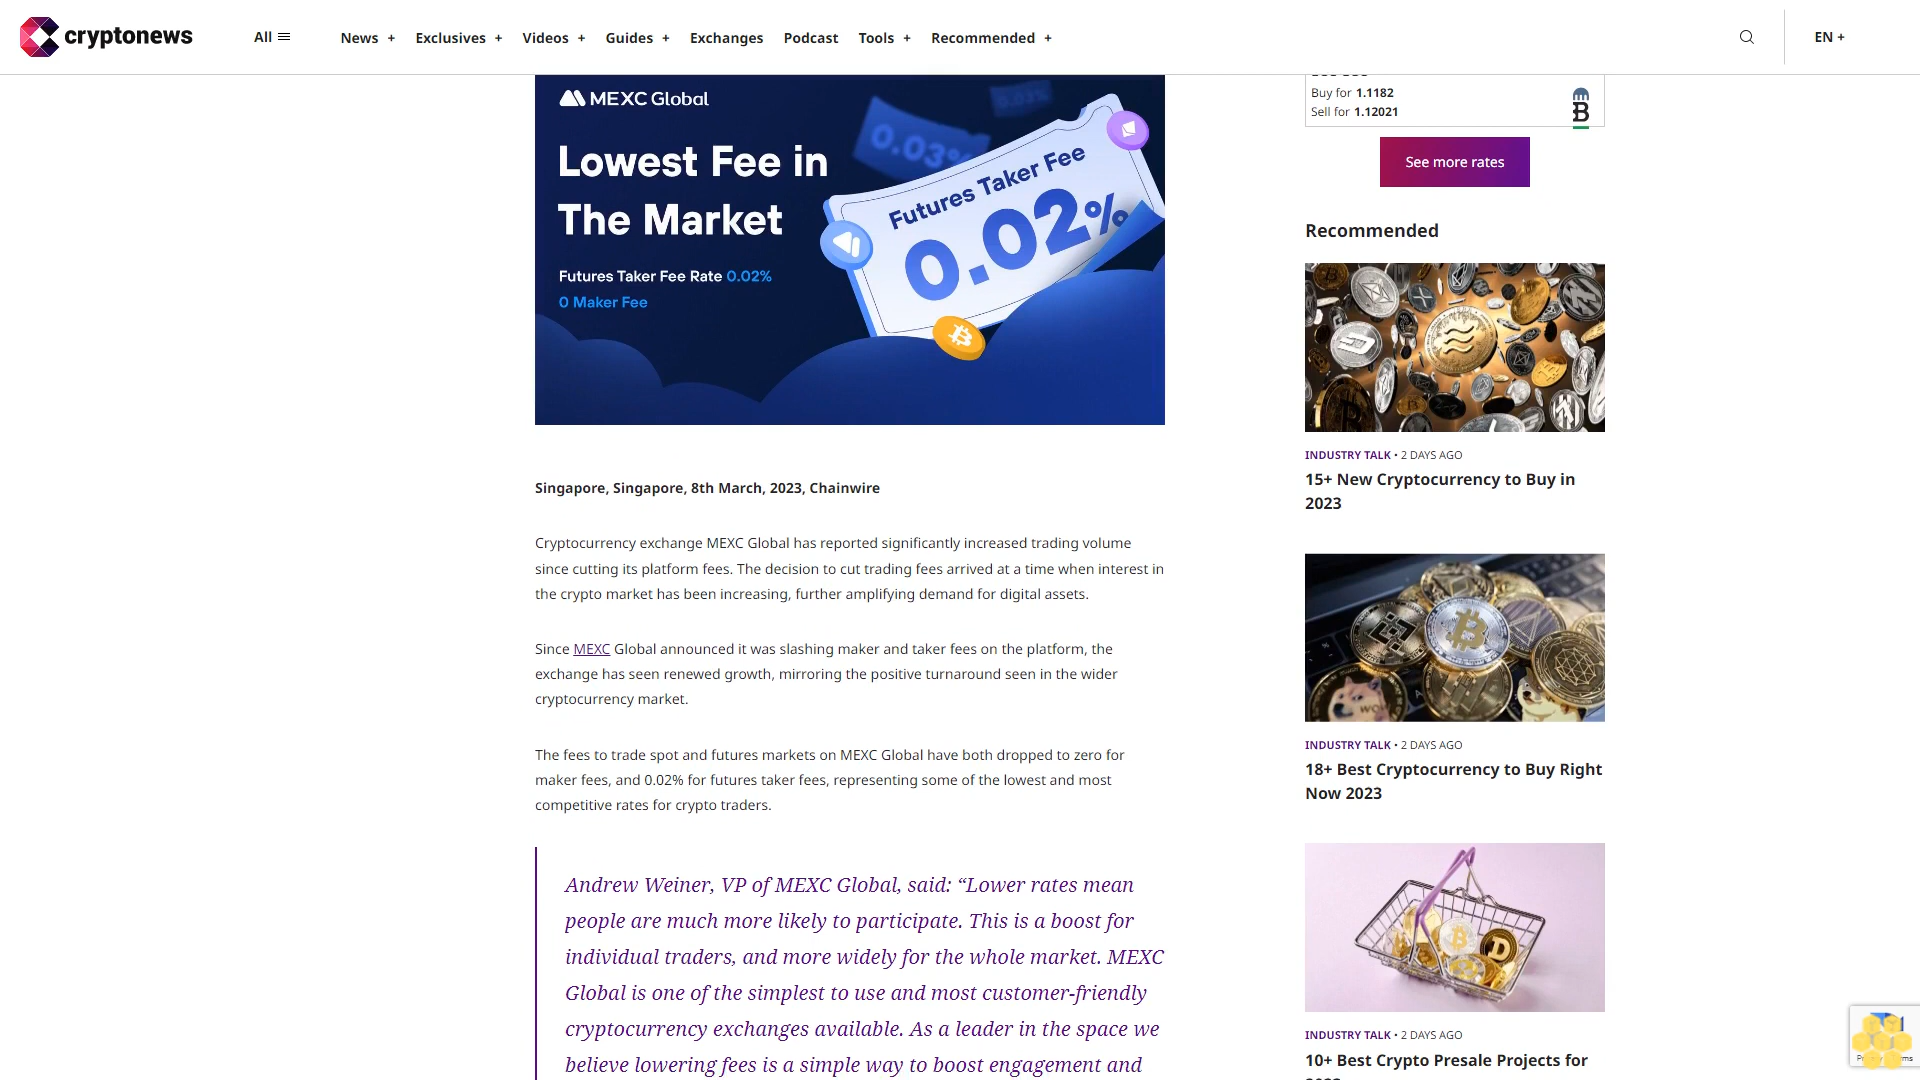 cryptonews
All
News +
Exclusives +
Videos +
Guides +
Exchanges
Podcast
Tools +
Recommended +
EN +
MEXC Global
Lowest Fee in
The Market
Futures Taker Fee Rate 0.02%
0 Maker Fee
0.03%
0.03%
Futures Taker Fee
0.02%
Singapore, Singapore, 8th March, 2023, Chainwire
Cryptocurrency exchange MEXC Global has reported significantly increased trading volume
since cutting its platform fees. The decision to cut trading fees arrived at a time when interest in
the crypto market has been increasing, further amplifying demand for digital assets.
Since MEXC Global announced it was slashing maker and taker fees on the platform, the
exchange has seen renewed growth, mirroring the positive turnaround seen in the wider
cryptocurrency market.
The fees to trade spot and futures markets on MEXC Global have both dropped to zero for
maker fees, and 0.02% for futures taker fees, representing some of the lowest and most
competitive rates for crypto traders.
Andrew Weiner, VP of MEXC Global, said: “Lower rates mean
people are much more likely to participate. This is a boost for
individual traders, and more widely for the whole market. MEXC
Global is one of the simplest to use and most customer-friendly
cryptocurrency exchanges available. As a leader in the space we
believe lowering fees is a simple way to boost engagement and
Buy for 1.1182
Sell for 1.12021
See more rates
Recommended
INDUSTRY TALK • 2 DAYS AGO
15+ New Cryptocurrency to Buy in
2023
WOW
INDUSTRY TALK • 2 DAYS AGO
18+ Best Cryptocurrency to Buy Right
Now 2023
INDUSTRY TALK • 2 DAYS AGO
10+ Best Crypto Presale Projects for